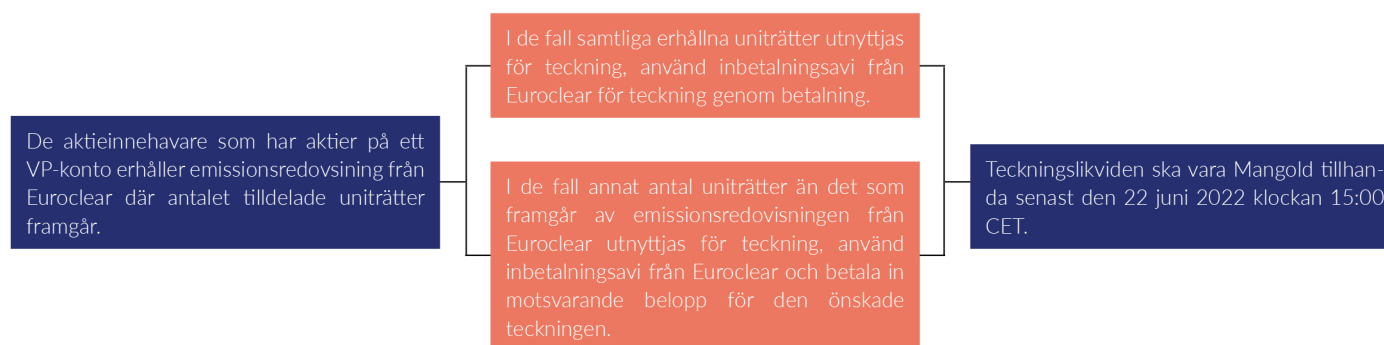 De aktieinnehavare som har aktier på ett
VP-konto erhåller emissionsredovsining från
Euroclear där antalet tilldelade uniträtter
framgår.
I de fall samtliga erhållna uniträtter utnyttjas
för teckning, använd inbetalningsavi från
Euroclear för teckning genom betalning.
I de fall annat antal uniträtter än det som
framgår av emissionsredovisningen från
Euroclear utnyttjas för teckning, använd
inbetalningsavi från Euroclear och betala in
motsvarande belopp för den önskade
teckningen.
Teckningslikviden ska vara Mangold tillhan-
da senast den 22 juni 2022 klockan 15:00
CET.